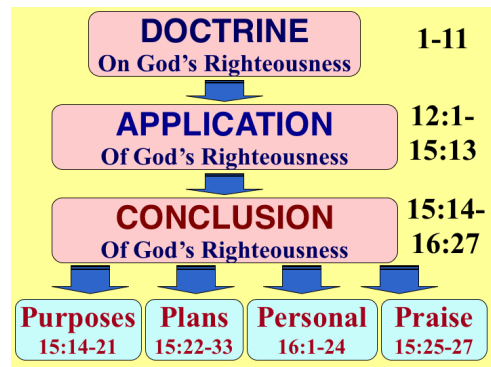 DOCTRINE
On God's Righteousness
1-11
APPLICATION
Of God's Righteousness
12:1-
15:13
CONCLUSION
Of God's Righteousness
15:14-
16:27
Purposes
15:14-21
Plans
15:22-33
Personal
16:1-24
Praise
15:25-27